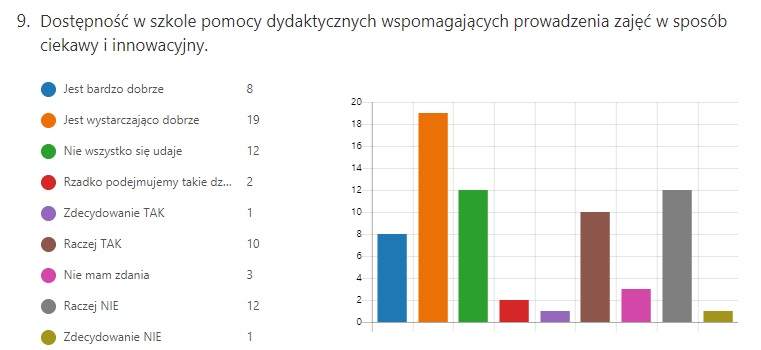 9. Dostępność w szkole pomocy dydaktycznych wspomagających prowadzenia zajęć w sposób
ciekawy i innowacyjny.
Jest bardzo dobrze 8
Jest wystarczająco dobrze 19
Nie wszystko się udaje 12
Rzadko podejmujemy takie dz... 2
Zdecydowanie TAK 1
Raczej TAK 10
Nie mam zdania 3
Raczej NIE 12
Zdecydowanie NIE 1
20
18
16
14
12
10
8
6
4
2
0